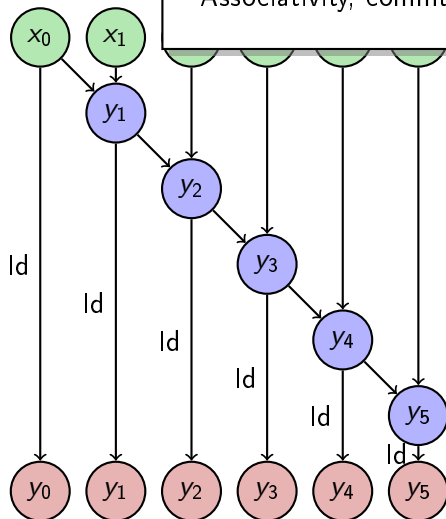 Associativity, commut
x₀ x₁
y₁
y₂
Id y₃
Id
Id y₄
Id
Id y₅
Id
y₀ y₁ y₂ y₃ y₄ y₅